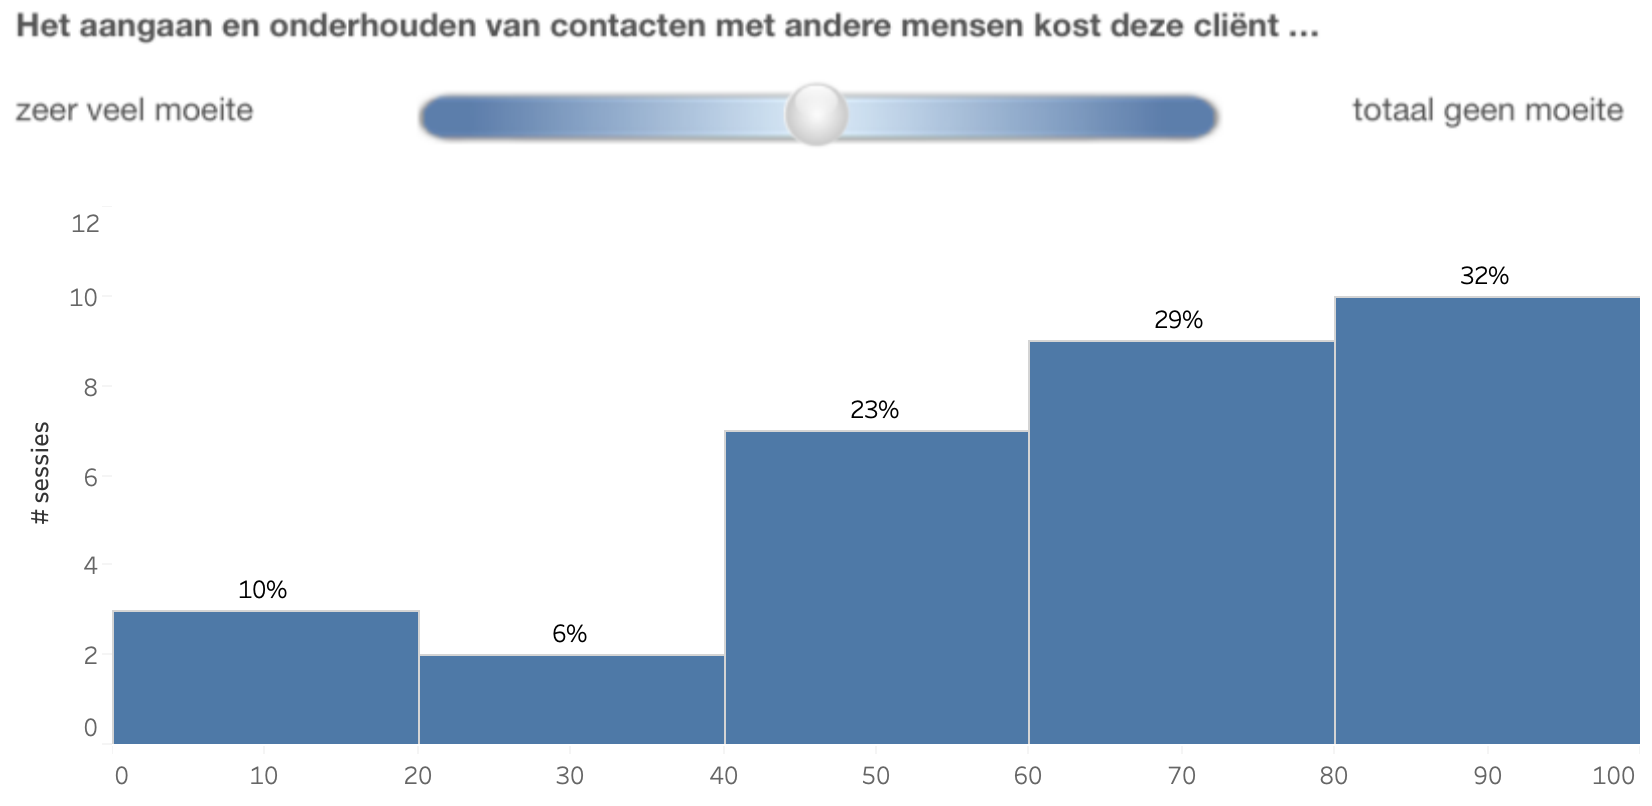 Het aangaan en onderhouden van contacten met andere mensen kost deze cliënt ...
zeer veel moeite
totaal geen moeite
12
10
8
6
4
2
0
# sessies
10%
6%
23%
29%
32%
0 10 20 30 40 50 60 70 80 90 100